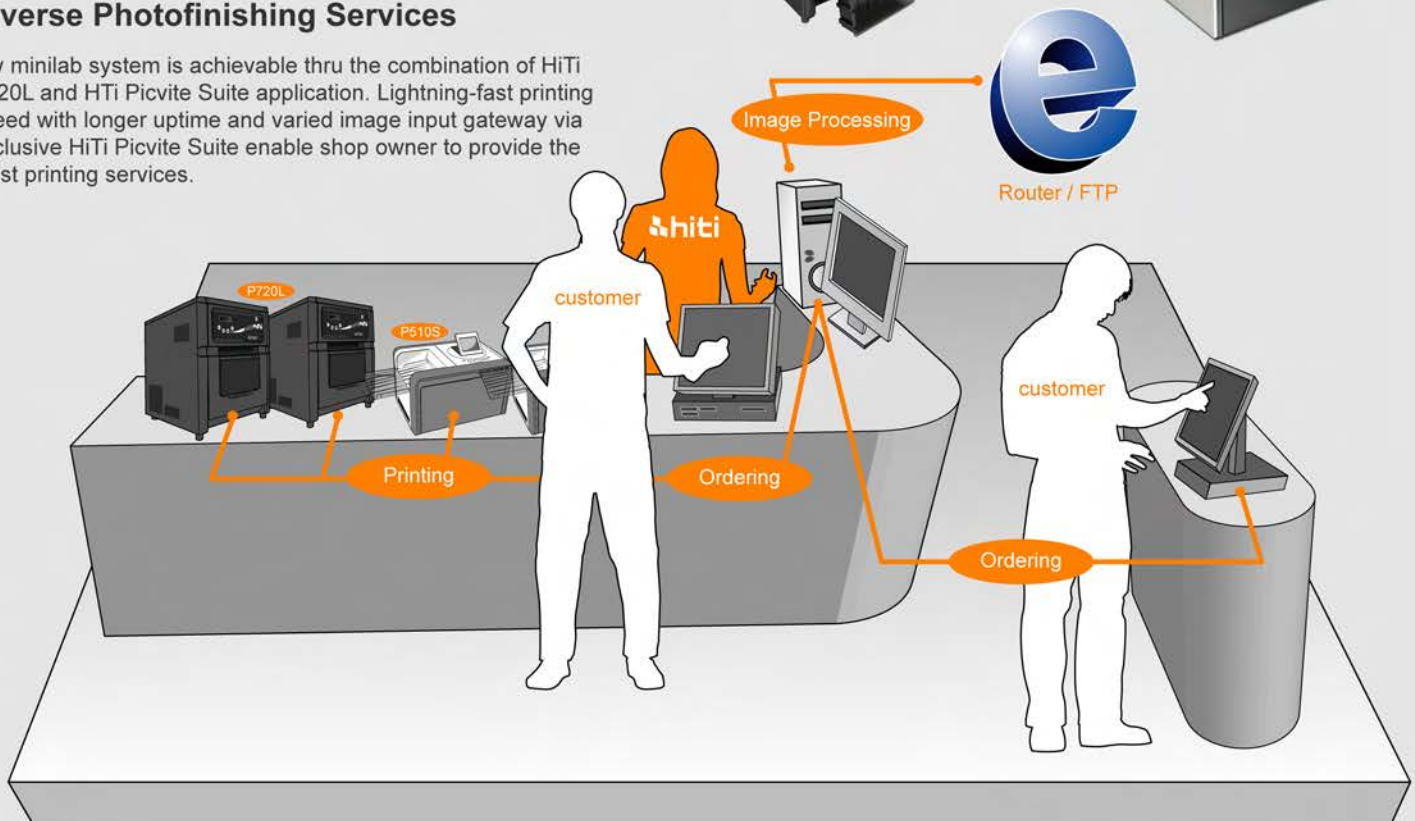 verse Photofinishing Services
minilab system is achievable thru the combination of HiTi
20L and HTi Picvite Suite application. Lightning-fast printing
eed with longer uptime and varied image input gateway via
clusive HiTi Picvite Suite enable shop owner to provide the
st printing services.
Image Processing
Router / FTP
hiti
customer
P720L
P510S
customer
Printing
Ordering
Ordering